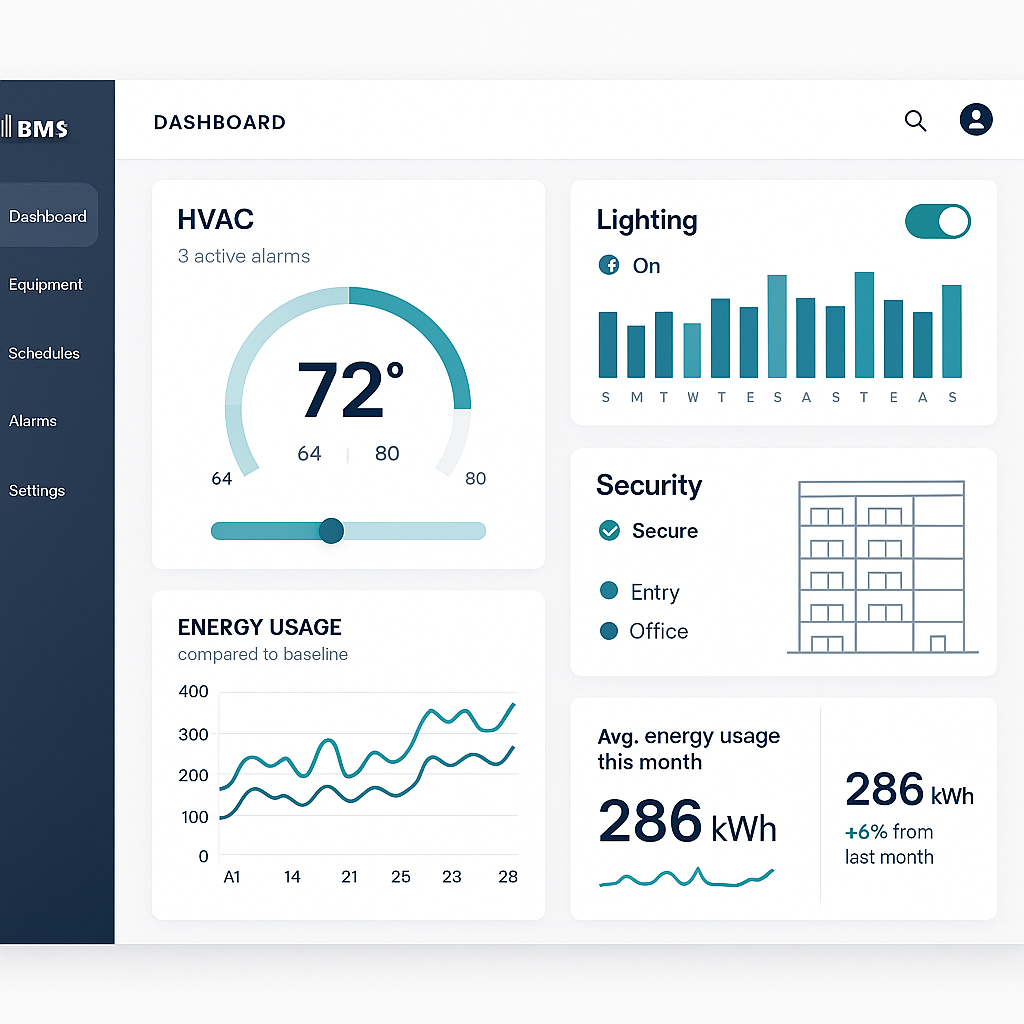 BMS
DASHBOARD
Dashboard
Equipment
Schedules
Alarms
Settings
HVAC
3 active alarms
72°
64 80
64 80
Lighting
On
S M T W T E S A S T E A S
Security
Secure
Entry
Office
ENERGY USAGE
compared to baseline
400
300
200
100
0
A1 14 21 25 23 28
Avg. energy usage
this month
286 kWh
286 kWh
+6% from
last month